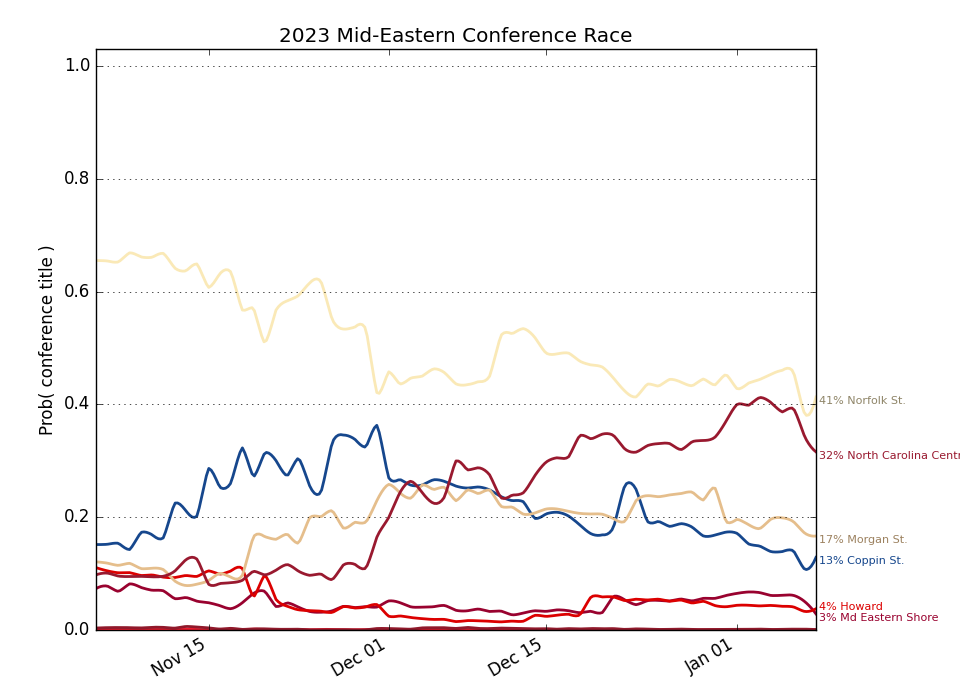 2023 Mid-Eastern Conference Race
Prob( conference title )
1.0
0.8
0.6
0.4
0.2
0.0
Nov 15
Dec 01
Dec 15
Jan 01
41% Norfolk St.
32% North Carolina Centr
17% Morgan St.
13% Coppin St.
4% Howard
3% Md Eastern Shore